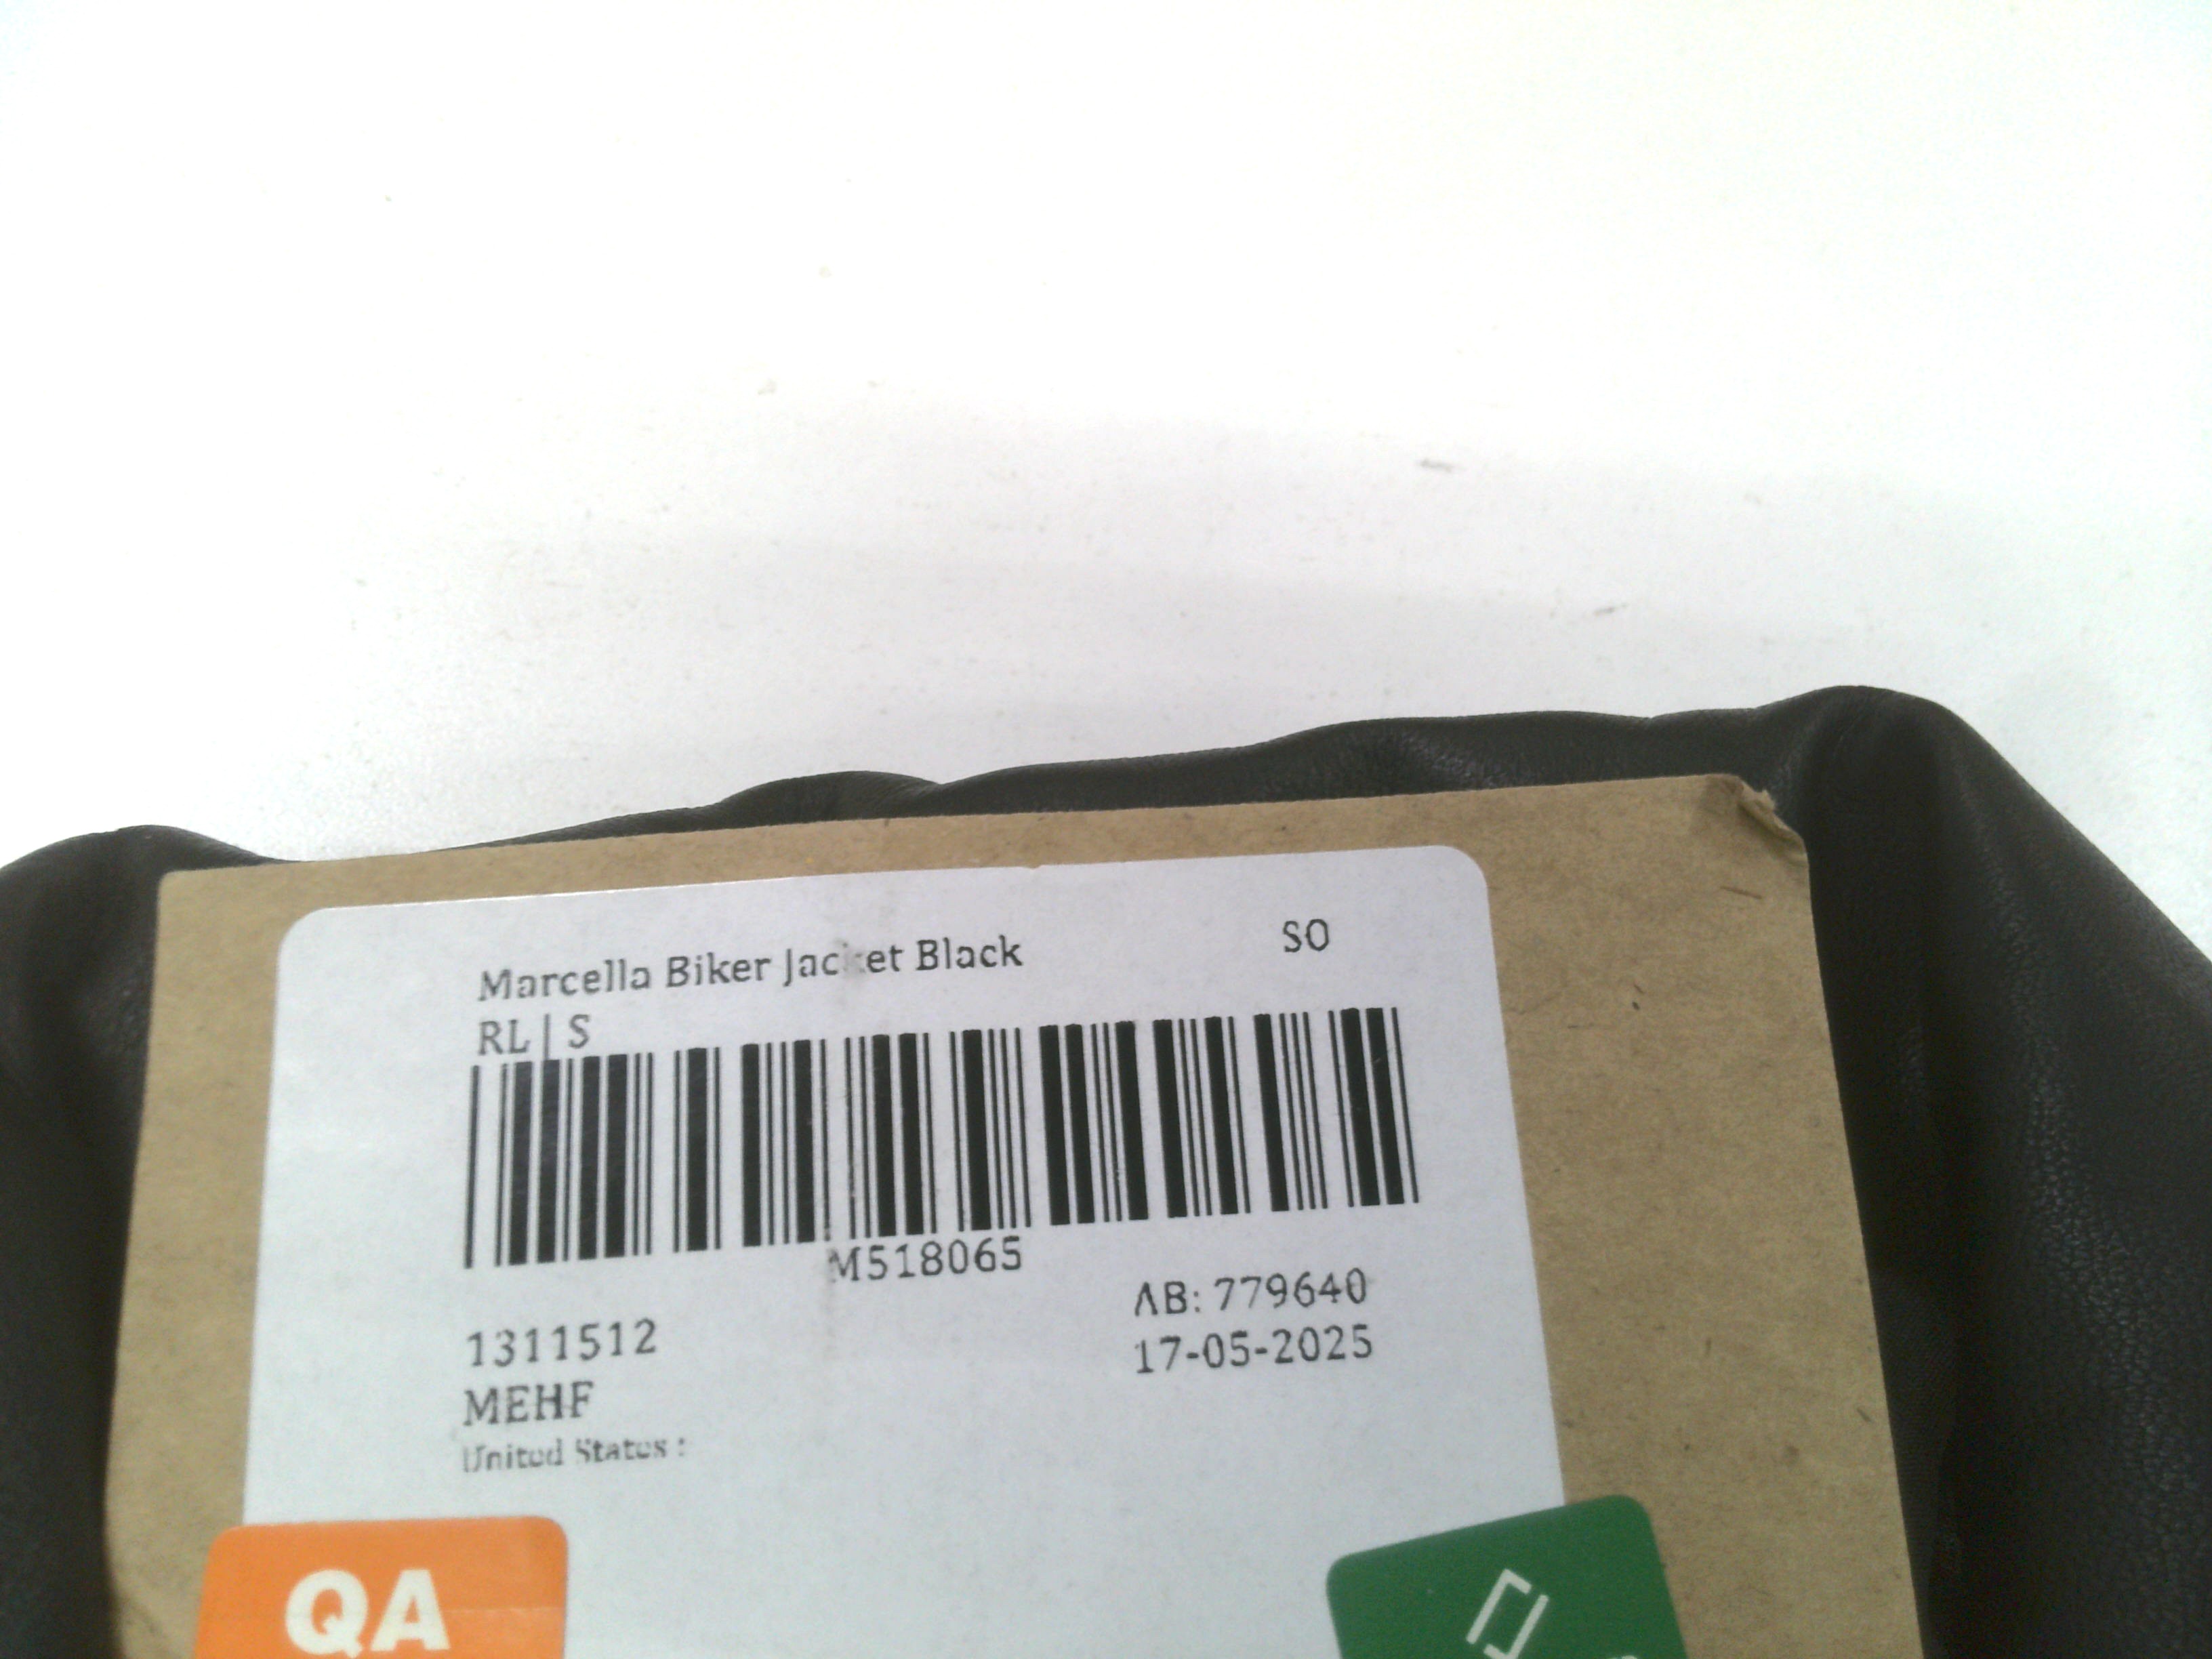 Marcella Biker Jacket Black
SO
RL | S
M518065
AB: 779640
1311512
17-05-2025
MEHF
United States :
QA